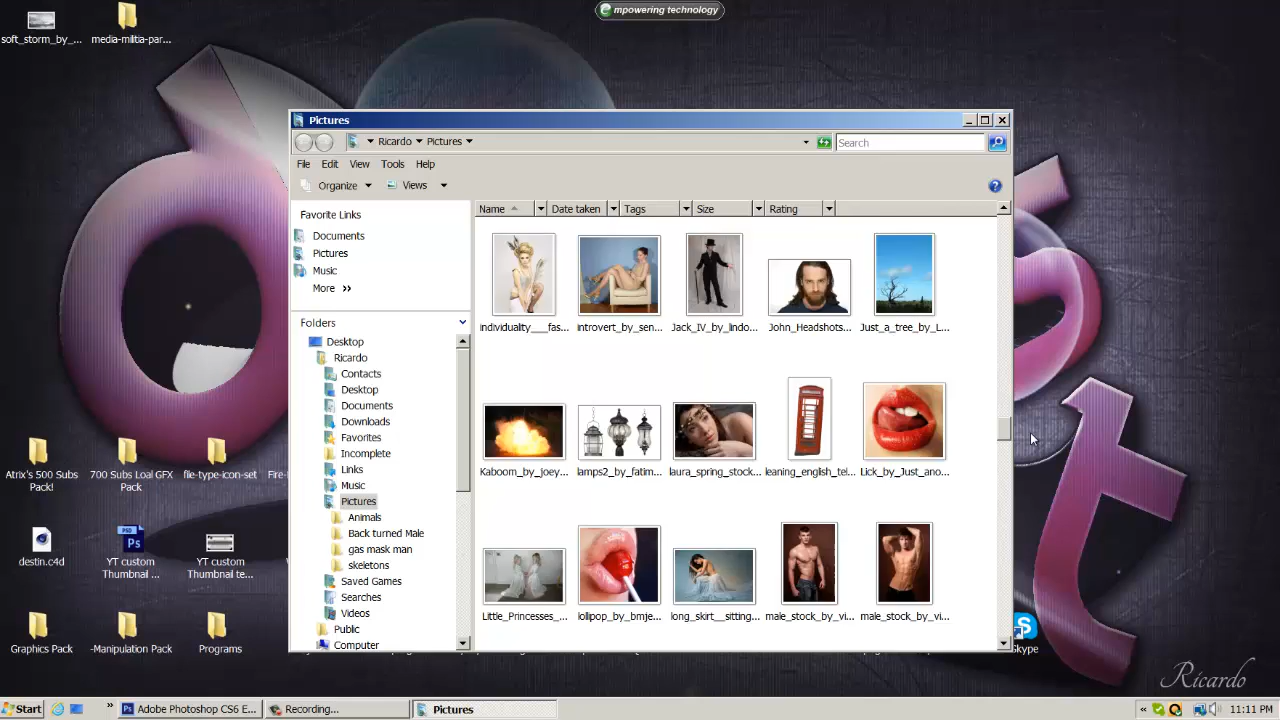 empowering technology
soft_storm_by_...
media-militia-par...
Pictures
Ricardo
Pictures
Search
File
Edit
View
Tools
Help
Organize
Views
Favorite Links
Documents
Pictures
Music
More >>
Folders
Desktop
Ricardo
Contacts
Desktop
Documents
Downloads
Favorites
Incomplete
Links
Music
Pictures
Animals
Back turned Male
gas mask man
skeletons
Saved Games
Searches
Videos
Public
Computer
Name
Date taken
Tags
Size
Rating
individuality___fas...
introvert_by_sen...
Jack_IV_by_lindo...
John_Headshots...
Just_a_tree_by_L...
Kaboom_by_joey...
lamps2_by_fatim...
laura_spring_stock...
leaning_english_tel...
Lick_by_Just_ano...
Little_Princesses_...
lollipop_by_bmje...
long_skirt__sitting...
male_stock_by_vi...
male_stock_by_vi...
Atrix's 500 Subs
Pack!
700 Subs Loal GFX
Pack
file-type-icon-set
Fire-
destin.c4d
YT custom
Thumbnail ...
YT custom
Thumbnail te...
Graphics Pack
-Manipulation Pack
Programs
Skype
Ricardo
Start
»
Adobe Photoshop CS6 E...
Recording...
Pictures
«
11:11 PM